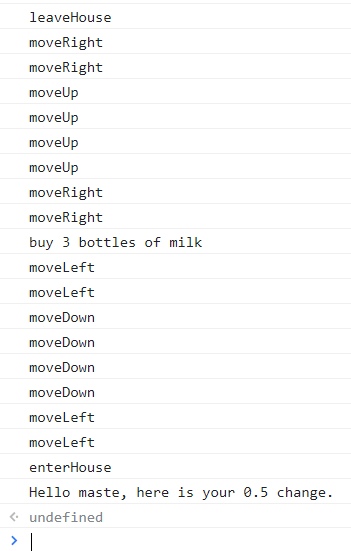 leaveHouse
moveRight
moveRight
moveUp
moveUp
moveUp
moveUp
moveRight
moveRight
buy 3 bottles of milk
moveLeft
moveLeft
moveDown
moveDown
moveDown
moveDown
moveLeft
moveLeft
enterHouse
Hello maste, here is your 0.5 change.
undefined